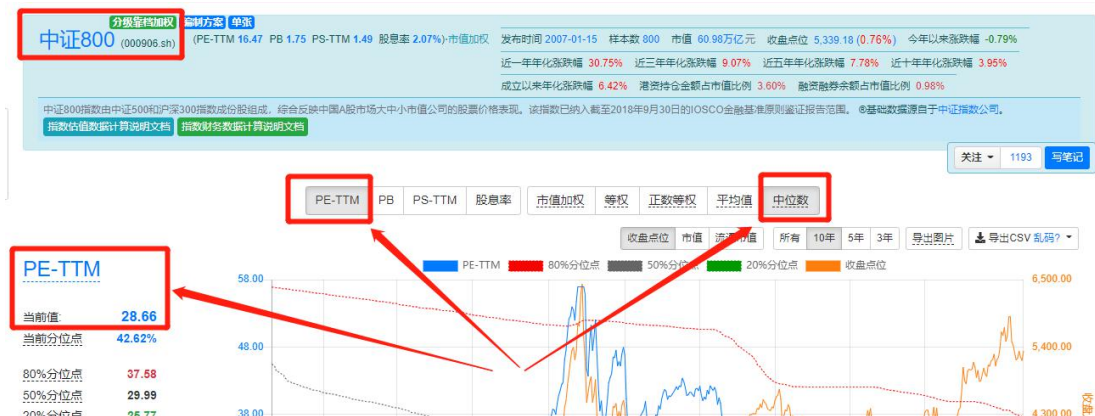 分级靠档加权 编制方案 单张
中证800 (000906.sh) (PE-TTM 16.47 PB 1.75 PS-TTM 1.49 股息率 2.07%)-市值加权 发布时间 2007-01-15 样本数 800 市值 60.98万亿元 收盘点位 5,339.18 (0.76%) 今年以来涨跌幅 -0.79%
近一年年化涨跌幅 30.75% 近三年年化涨跌幅 9.07% 近五年年化涨跌幅 7.78% 近十年年化涨跌幅 3.95%
成立以来年化涨跌幅 6.42% 港资持仓金额占市值比例 3.60% 融资融券余额占市值比例 0.98%
中证800指数由中证500和沪深300指数成份股组成，综合反映中国A股市场大中小市值公司的股票价格表现。该指数已纳入截至2018年9月30日的IOSCO金融基准原则鉴证报告范围。 ©基础数据源自于中证指数公司。
指数估值数据计算说明文档 指数财务数据计算说明文档
关注 1193 写笔记
PE-TTM PB PS-TTM 股息率 市值加权 等权 正数等权 平均值 中位数
收盘点位 市值 所有 10年 5年 3年 导出图片 导出CSV 乱码?
PE-TTM 80%分位点 50%分位点 20%分位点 收盘点位
PE-TTM
当前值: 28.66
当前分位点 42.62%
80%分位点 37.58
50%分位点 29.99
20%分位点 25.77
58.00
48.00
38.00
6,500.00
5,400.00
4,300.00
收盘